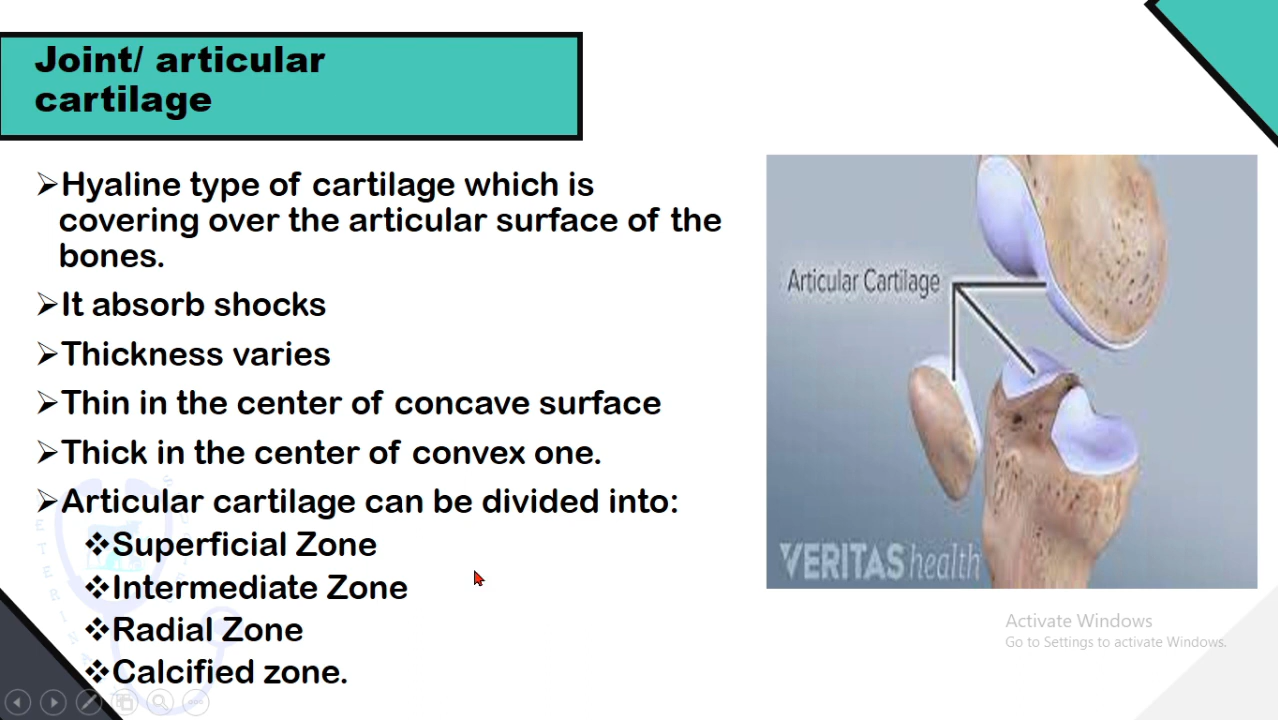 Joint/ articular
cartilage
➢Hyaline type of cartilage which is
covering over the articular surface of the
bones.
➢It absorb shocks
➢Thickness varies
➢Thin in the center of concave surface
➢Thick in the center of convex one.
➢Articular cartilage can be divided into:
❖Superficial Zone
❖Intermediate Zone
❖Radial Zone
❖Calcified zone.
Articular Cartilage
VERITAS health
Activate Windows
Go to Settings to activate Windows.